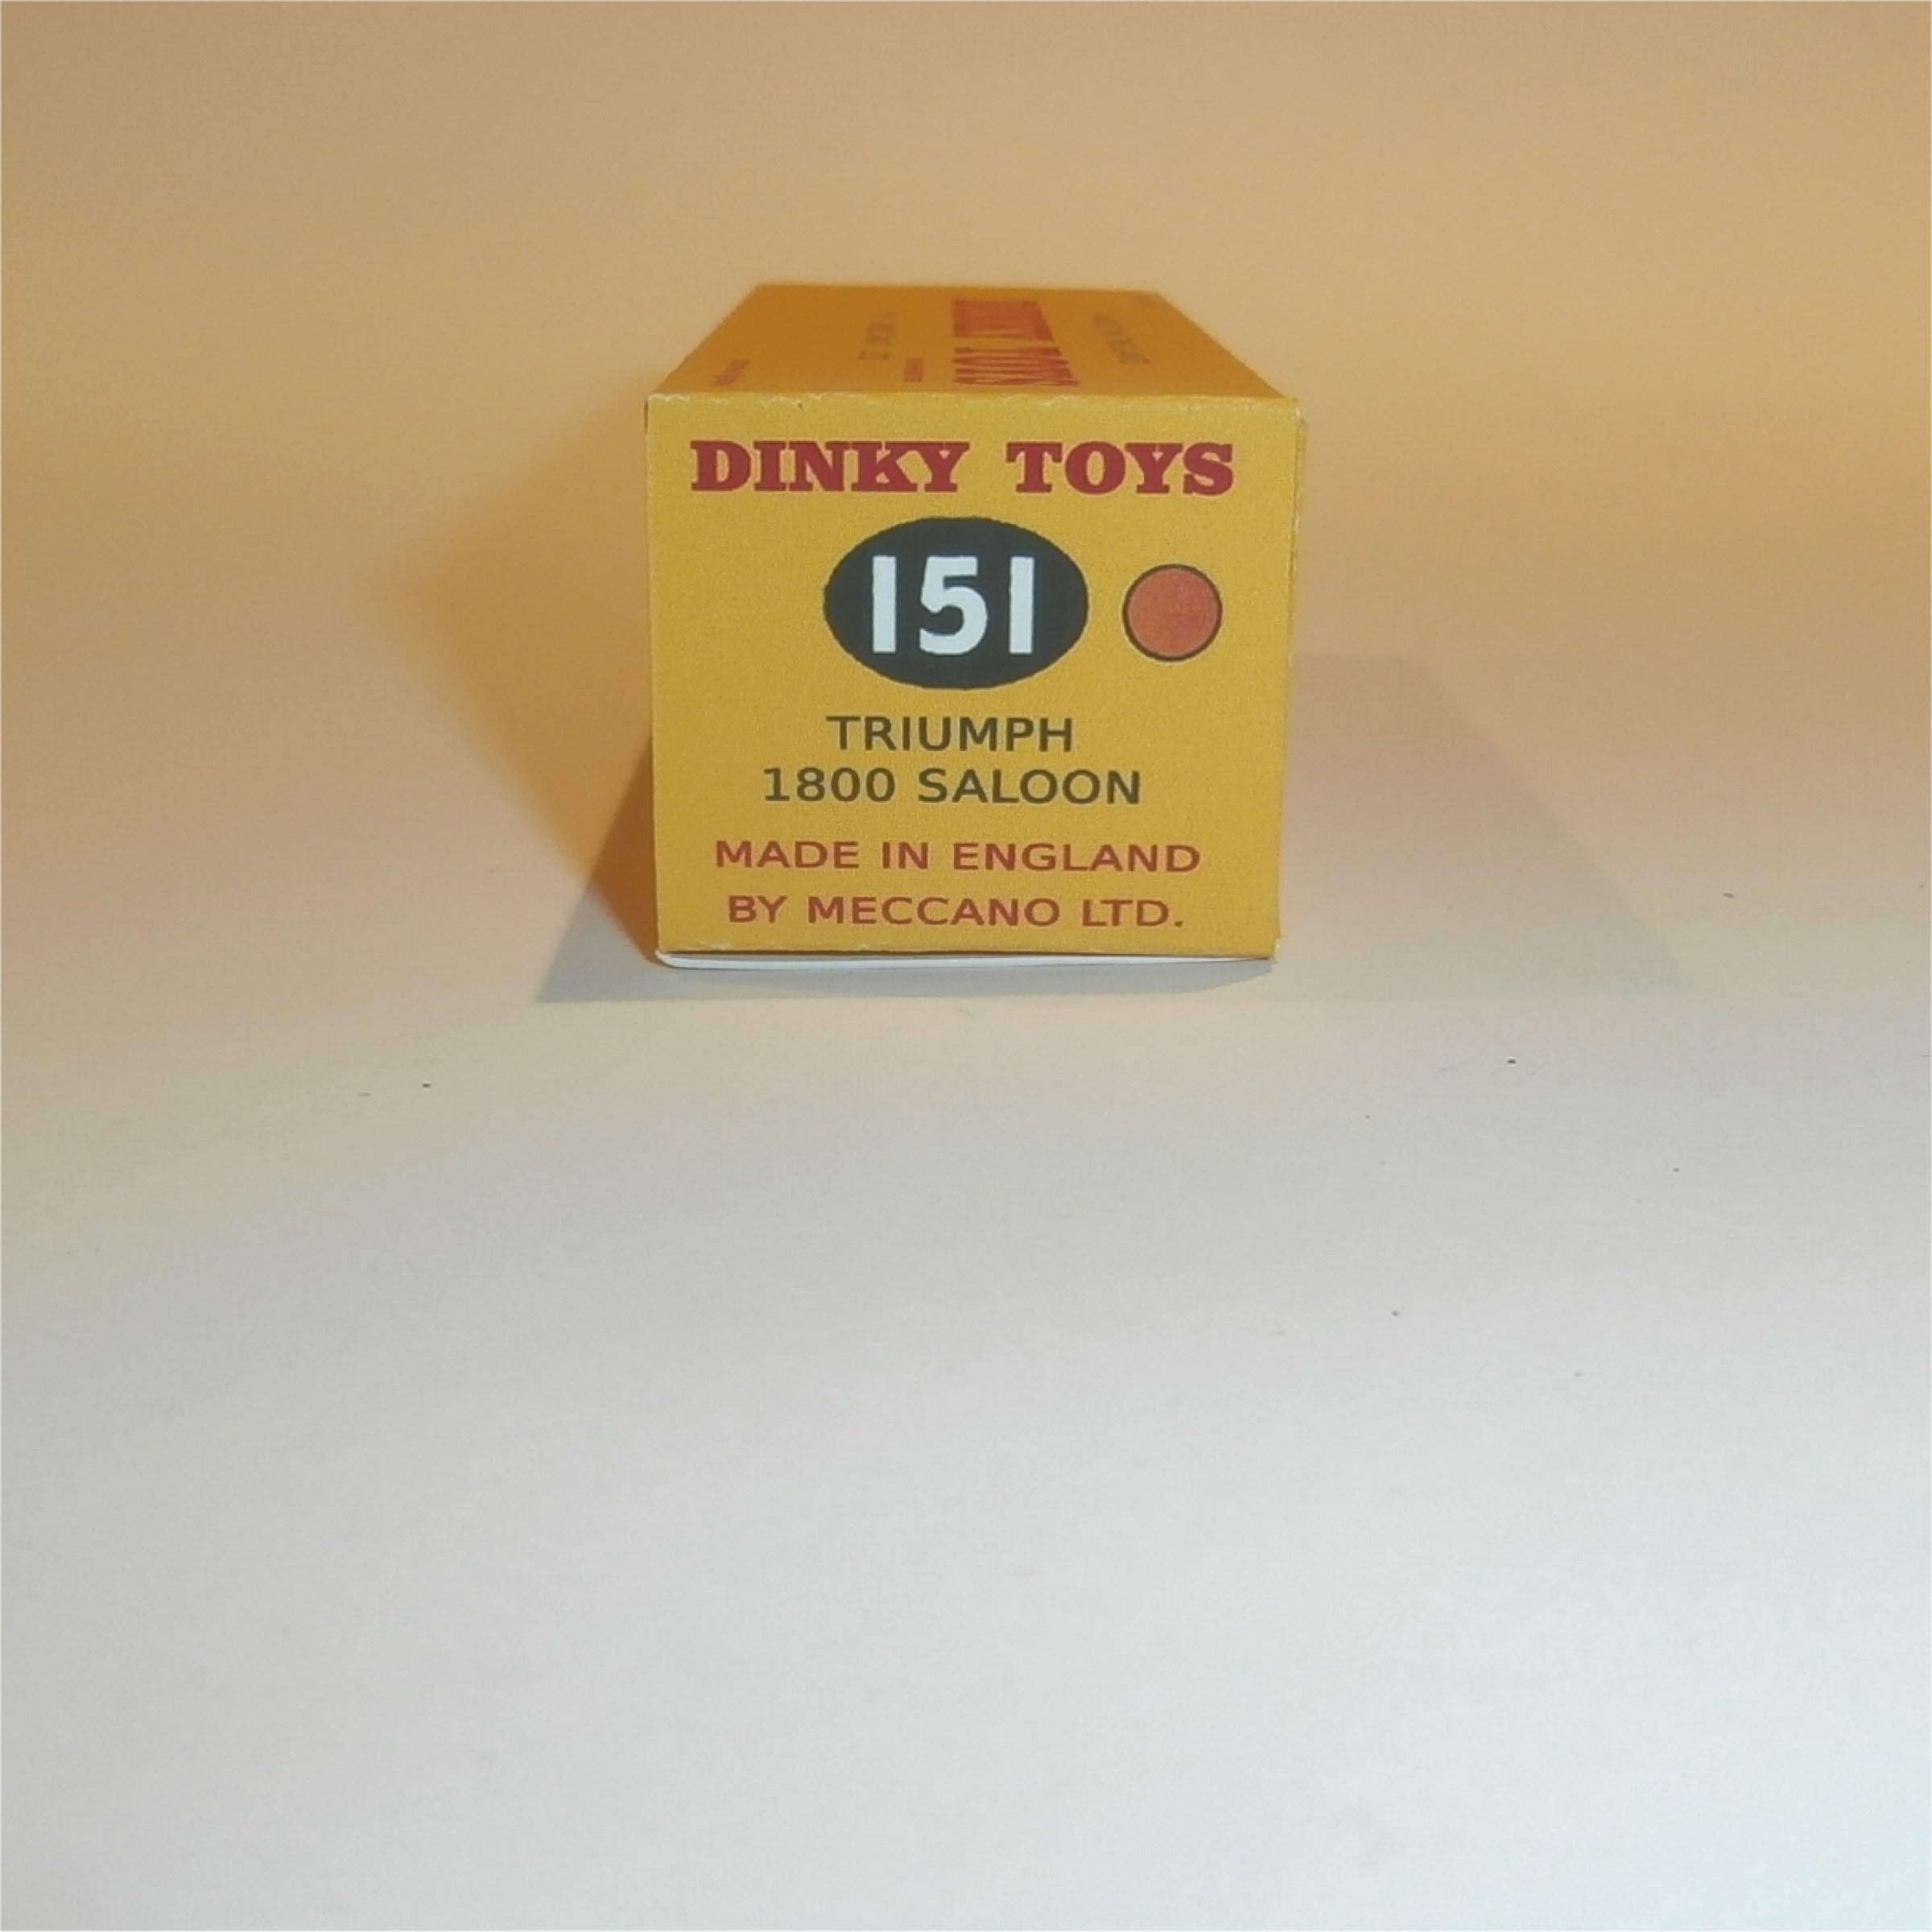 DINKY TOYS
151
TRIUMPH
1800 SALOON
MADE IN ENGLAND
BY MECCANO LTD.